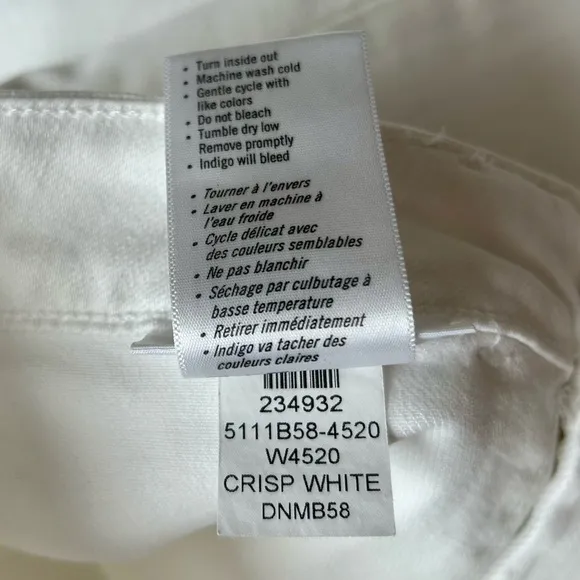 • Turn inside out
• Machine wash cold
• Gentle cycle with
like colors
• Do not bleach
• Tumble dry low
Remove promptly
• Indigo will bleed
• Tourner à l'envers
• Laver en machine à
l'eau froide
• Cycle délicat avec
des couleurs semblables
• Ne pas blanchir
• Séchage par culbutage à
basse temperature
• Retirer immédiatement
• Indigo va tacher des
couleurs claires
234932
5111B58-4520
W4520
CRISP WHITE
DNMB58